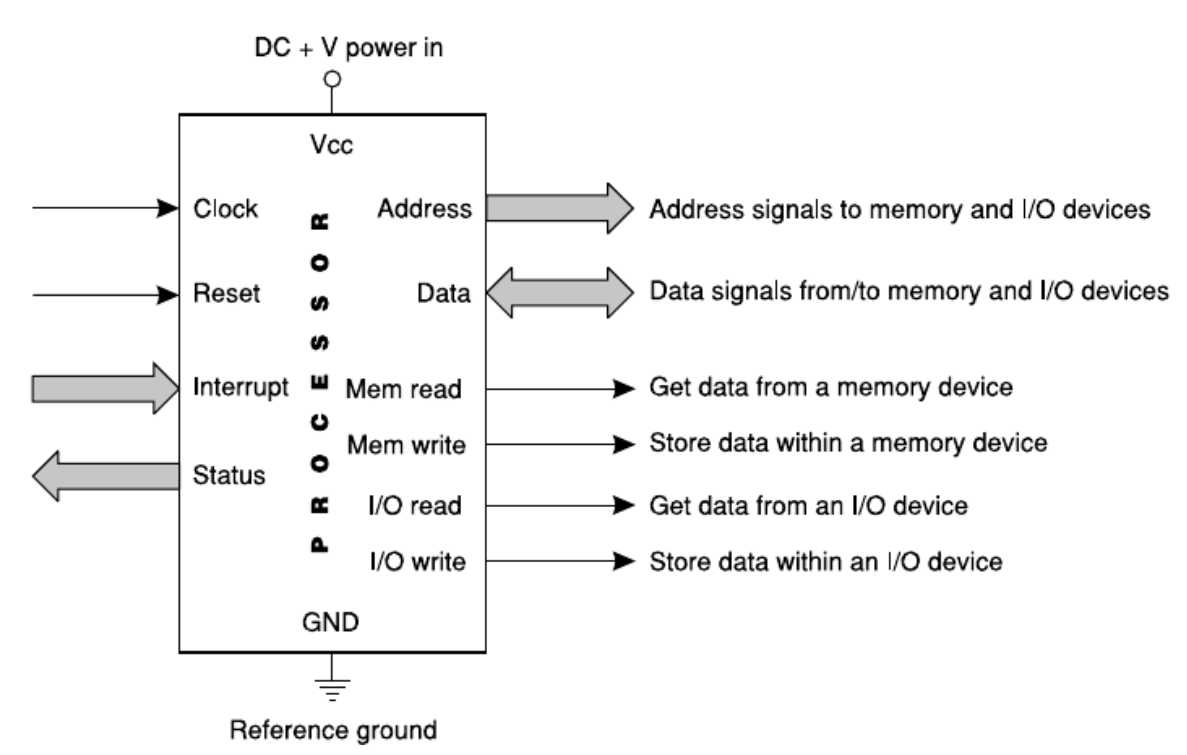 DC + V power in
Vcc
Clock
Address
Address signals to memory and I/O devices
Reset
Data
Data signals from/to memory and I/O devices
Interrupt
Mem read
Get data from a memory device
Mem write
Store data within a memory device
Status
I/O read
Get data from an I/O device
I/O write
Store data within an I/O device
PROCESSOR
GND
Reference ground